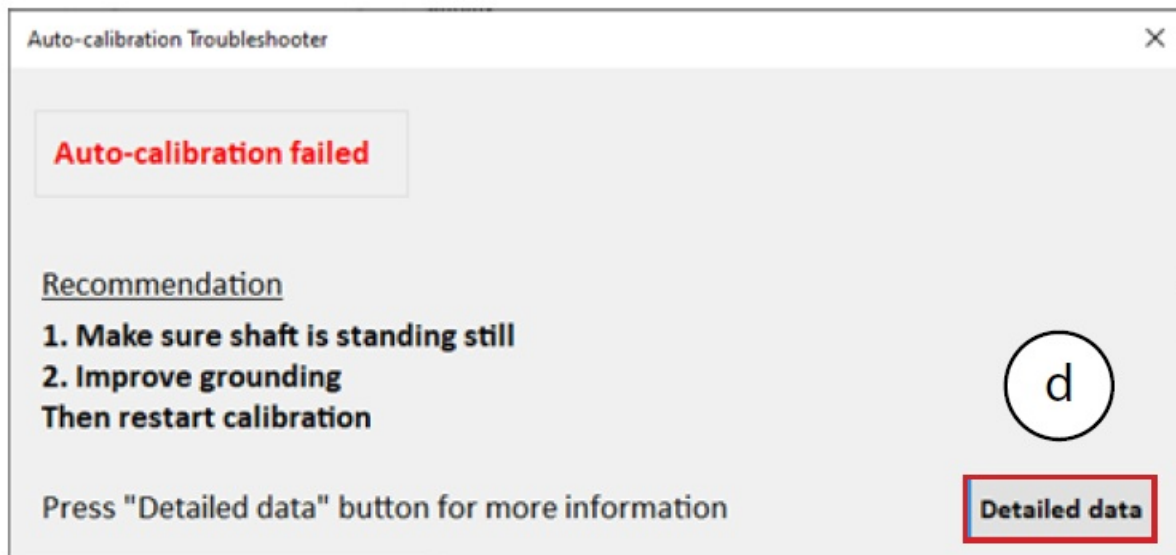 Auto-calibration Troubleshooter
Auto-calibration failed
Recommendation
1. Make sure shaft is standing still
2. Improve grounding
Then restart calibration
d
Press "Detailed data" button for more information
Detailed data